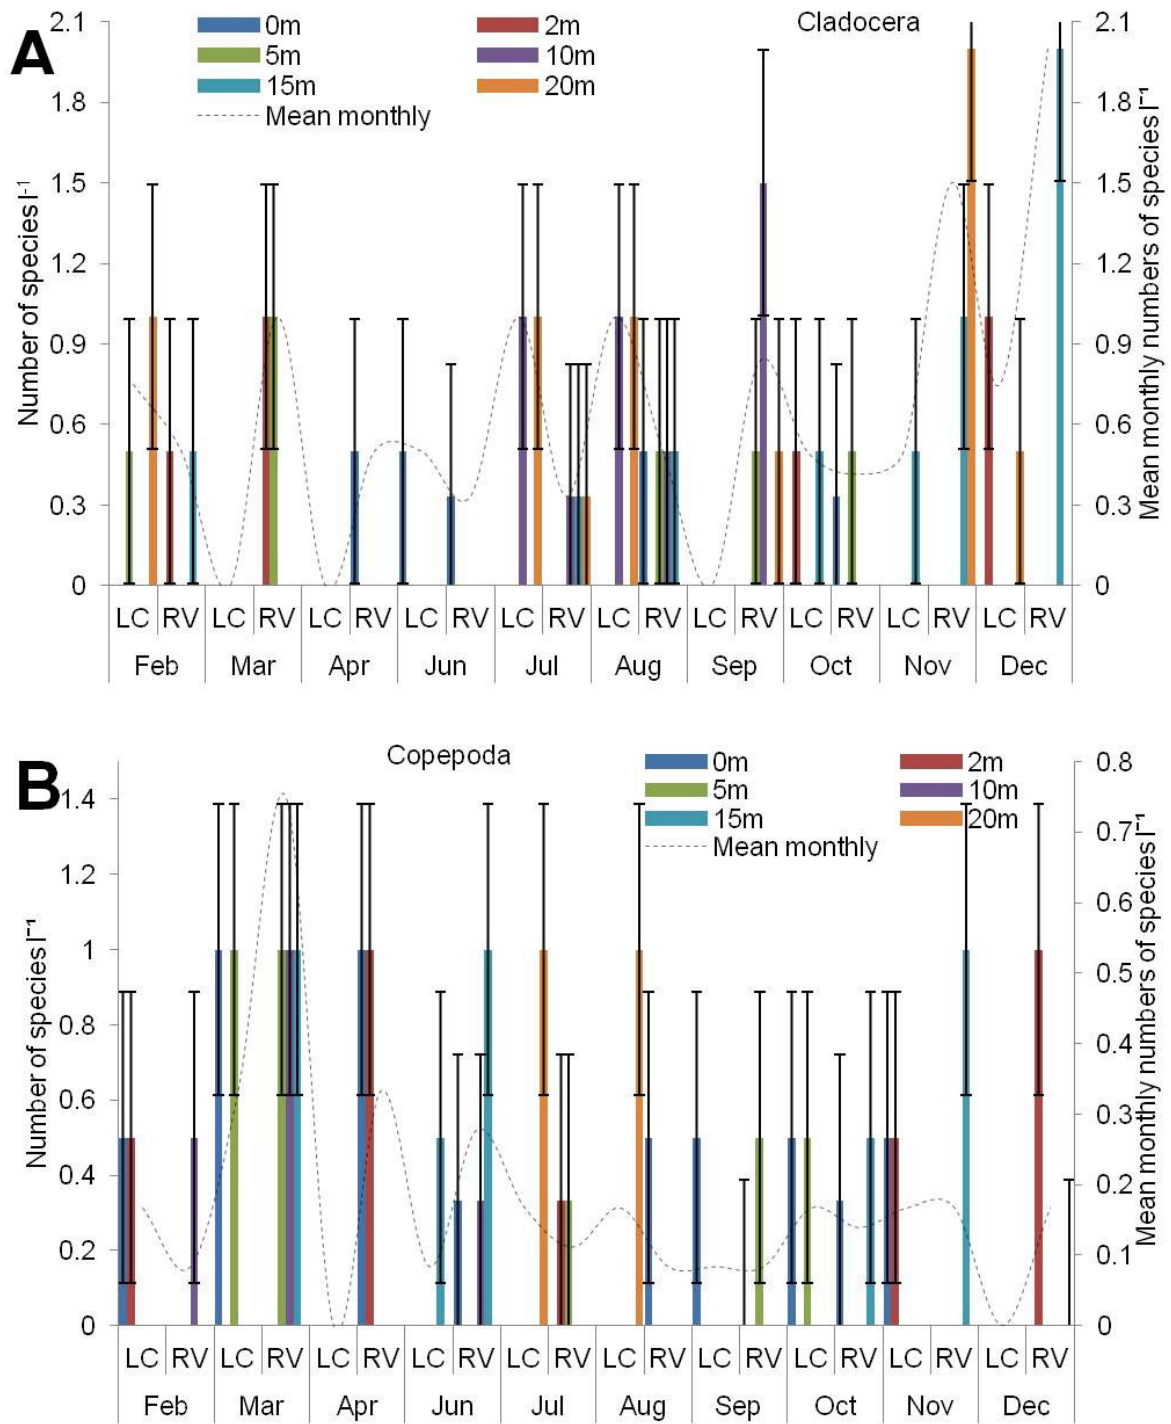 A
Cladocera
0m 2m
5m 10m
15m 20m
Mean monthly
Number of species l-1
Mean monthly numbers of species l⁻¹
2.1 2.1
1.8 1.8
1.5 1.5
1.2 1.2
0.9 0.9
0.6 0.6
0.3 0.3
0 0
LC RV LC RV LC RV LC RV LC RV LC RV LC RV LC RV LC RV LC RV
Feb Mar Apr Jun Jul Aug Sep Oct Nov Dec
B
Copepoda
0m 2m
5m 10m
15m 20m
Mean monthly
Number of species l⁻¹
Mean monthly numbers of species l⁻¹
1.4
1.2
1
0.8
0.6
0.4
0.2
0
0.8
0.7
0.6
0.5
0.4
0.3
0.2
0.1
0
LC RV LC RV LC RV LC RV LC RV LC RV LC RV LC RV LC RV LC RV
Feb Mar Apr Jun Jul Aug Sep Oct Nov Dec